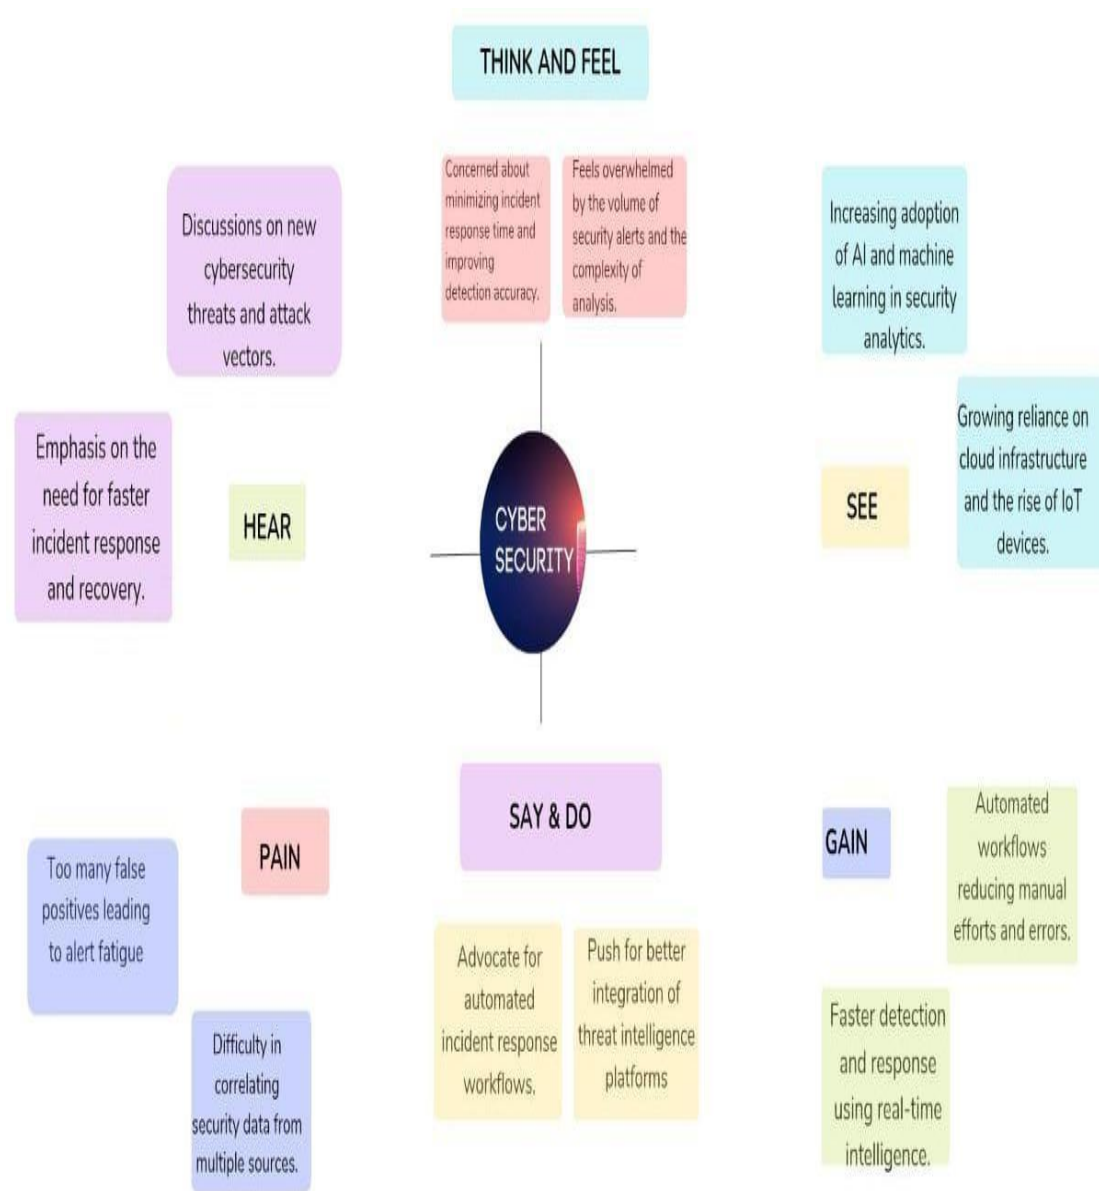 THINK AND FEEL
Concerned about
minimizing incident
response time and
improving
detection accuracy.
Feels overwhelmed
by the volume of
security alerts and the
complexity of
analysis.
Discussions on new
cybersecurity
threats and attack
vectors.
Increasing adoption
of AI and machine
learning in security
analytics.
Emphasis on the
need for faster
incident response
and recovery.
HEAR
CYBER
SECURITY
SEE
Growing reliance on
cloud infrastructure
and the rise of IoT
devices.
PAIN
Too many false
positives leading
to alert fatigue
Difficulty in
correlating
security data from
multiple sources.
SAY & DO
Advocate for
automated
incident response
workflows.
Push for better
integration of
threat intelligence
platforms
GAIN
Automated
workflows
reducing manual
efforts and errors.
Faster detection
and response
using real-time
intelligence.